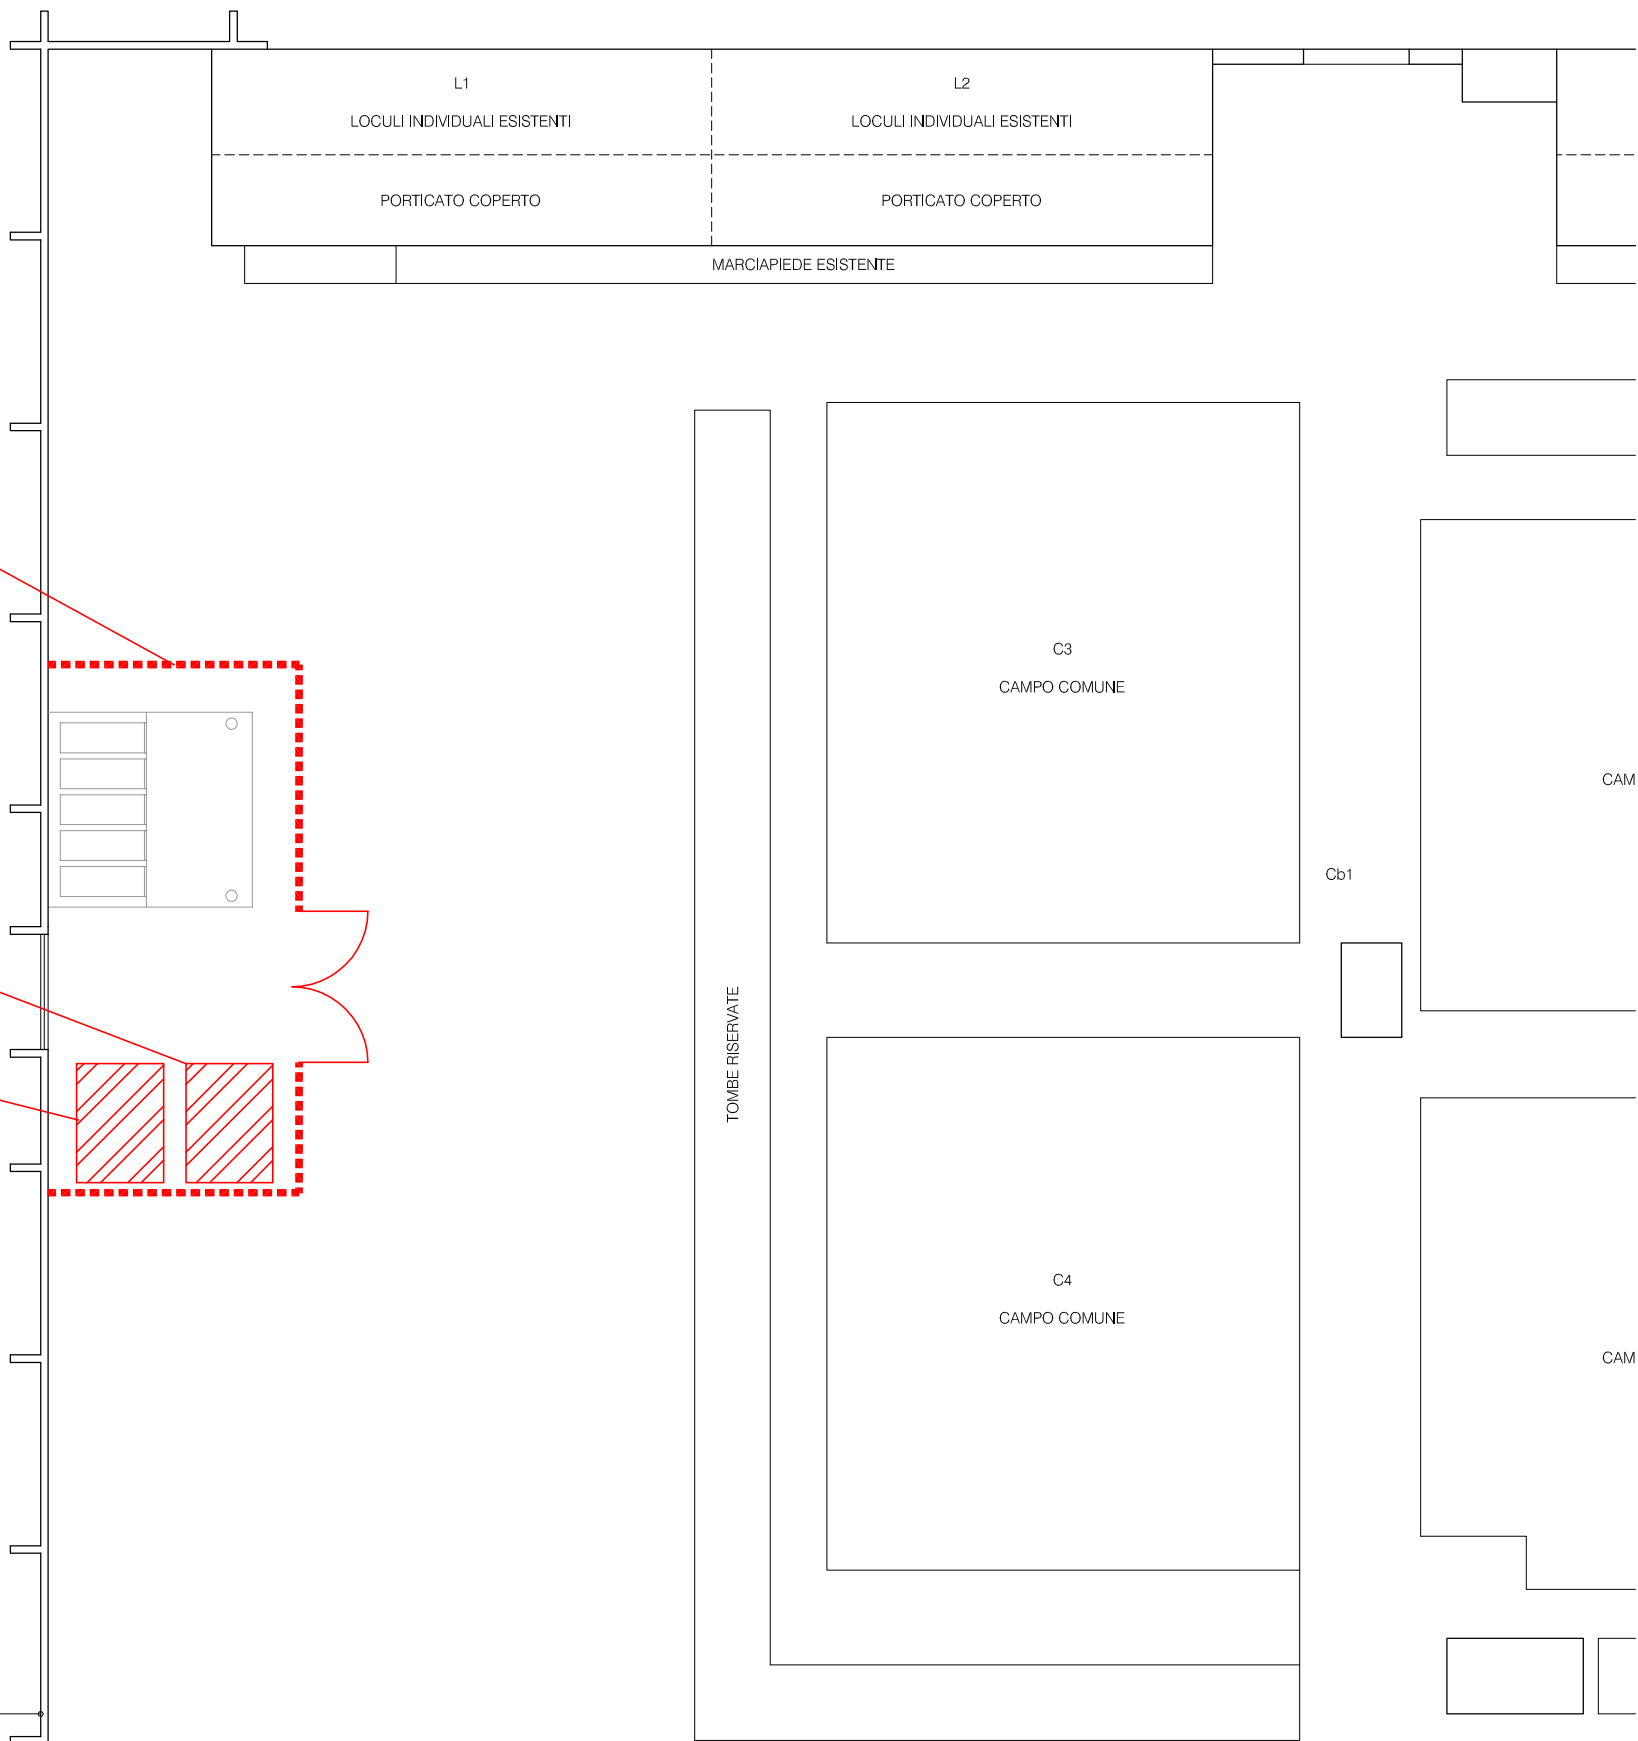 L1
LOCULI INDIVIDUALI ESISTENTI
L2
LOCULI INDIVIDUALI ESISTENTI
PORTICATO COPERTO
PORTICATO COPERTO
MARCIAPIEDE ESISTENTE
C3
CAMPO COMUNE
CAM
Cb1
TOMBE RISERVATE
C4
CAMPO COMUNE
CAM